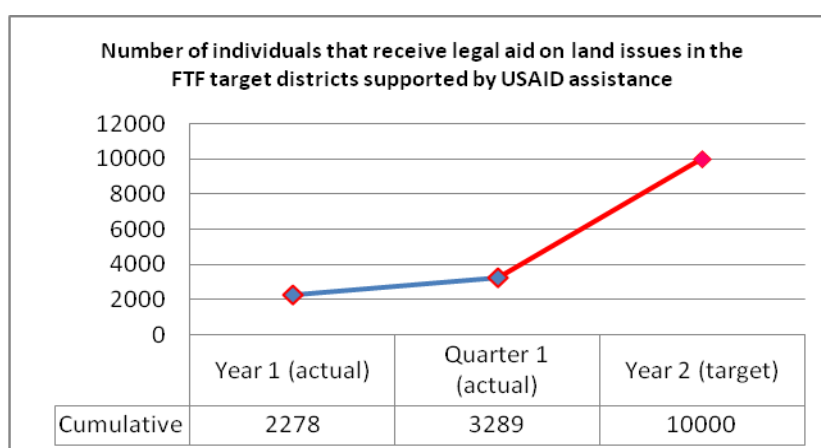 Number of individuals that receive legal aid on land issues in the
FTF target districts supported by USAID assistance
12000
10000
8000
6000
4000
2000
0
Year 1 (actual) Quarter 1 (actual) Year 2 (target)
Cumulative 2278 3289 10000